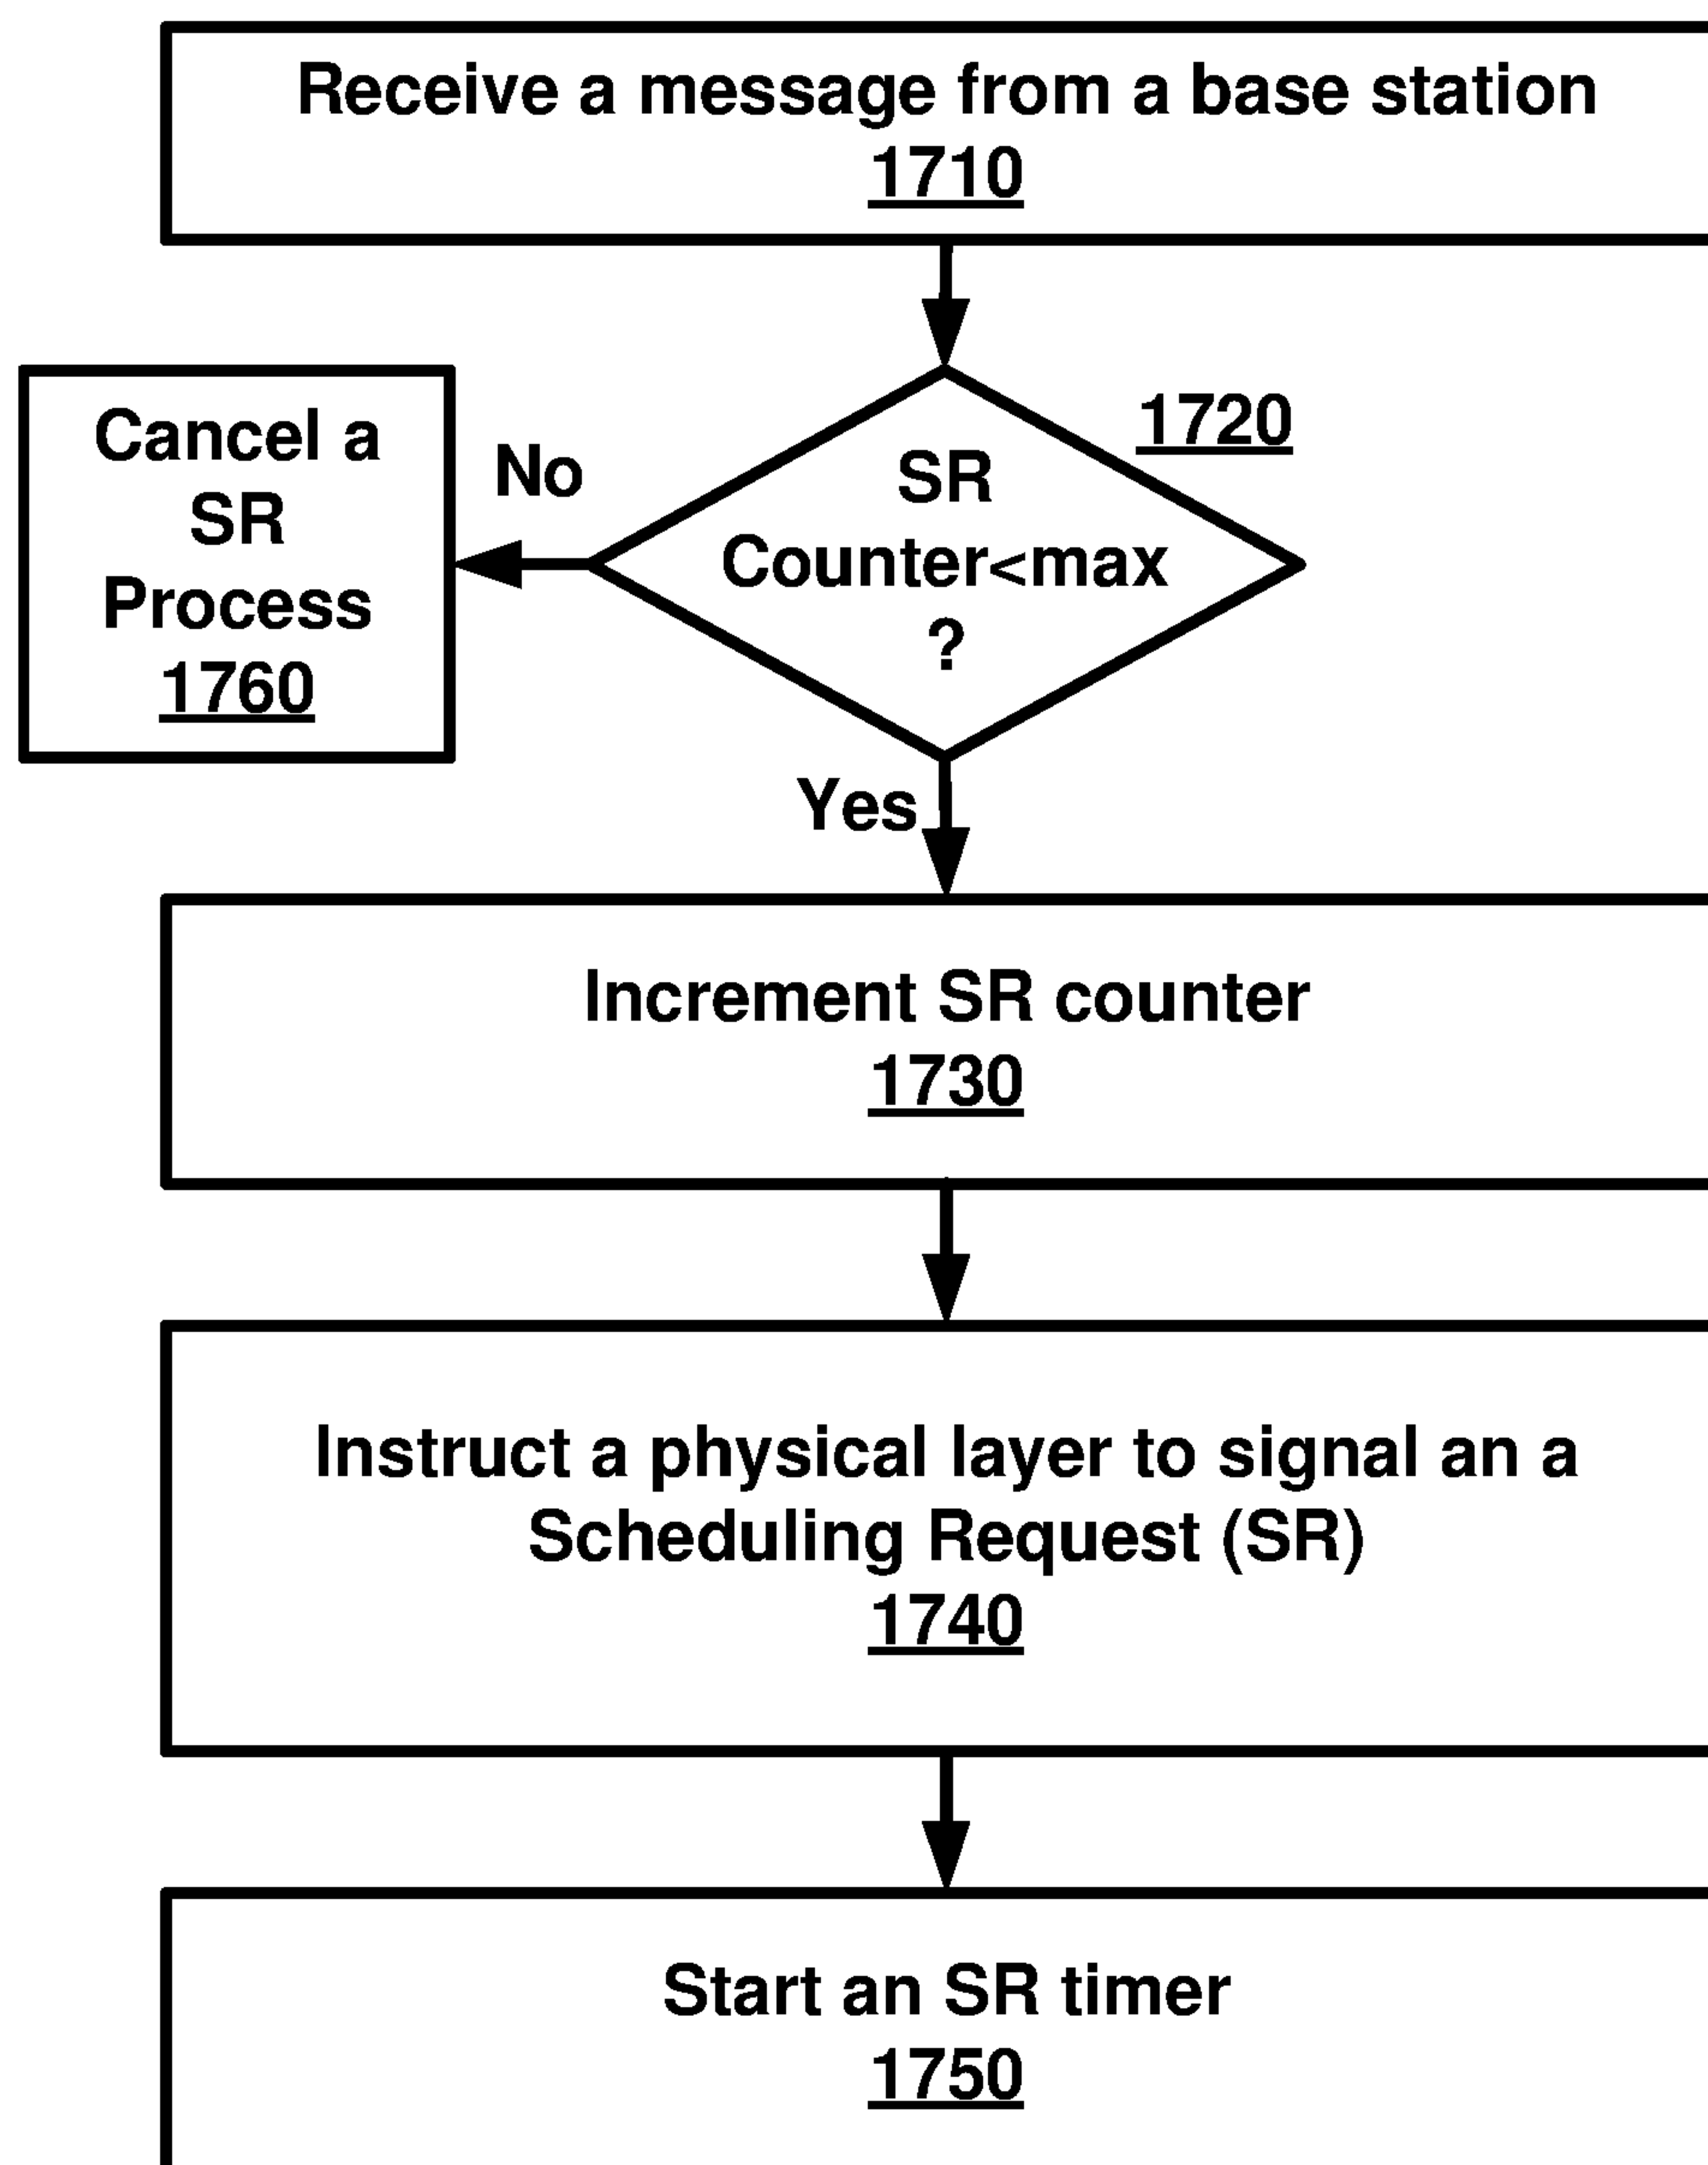 Receive a message from a base station
1710
1720
SR
Counter<max
?
No
Cancel a
SR
Process
1760
Yes
Increment SR counter
1730
Instruct a physical layer to signal an a
Scheduling Request (SR)
1740
Start an SR timer
1750